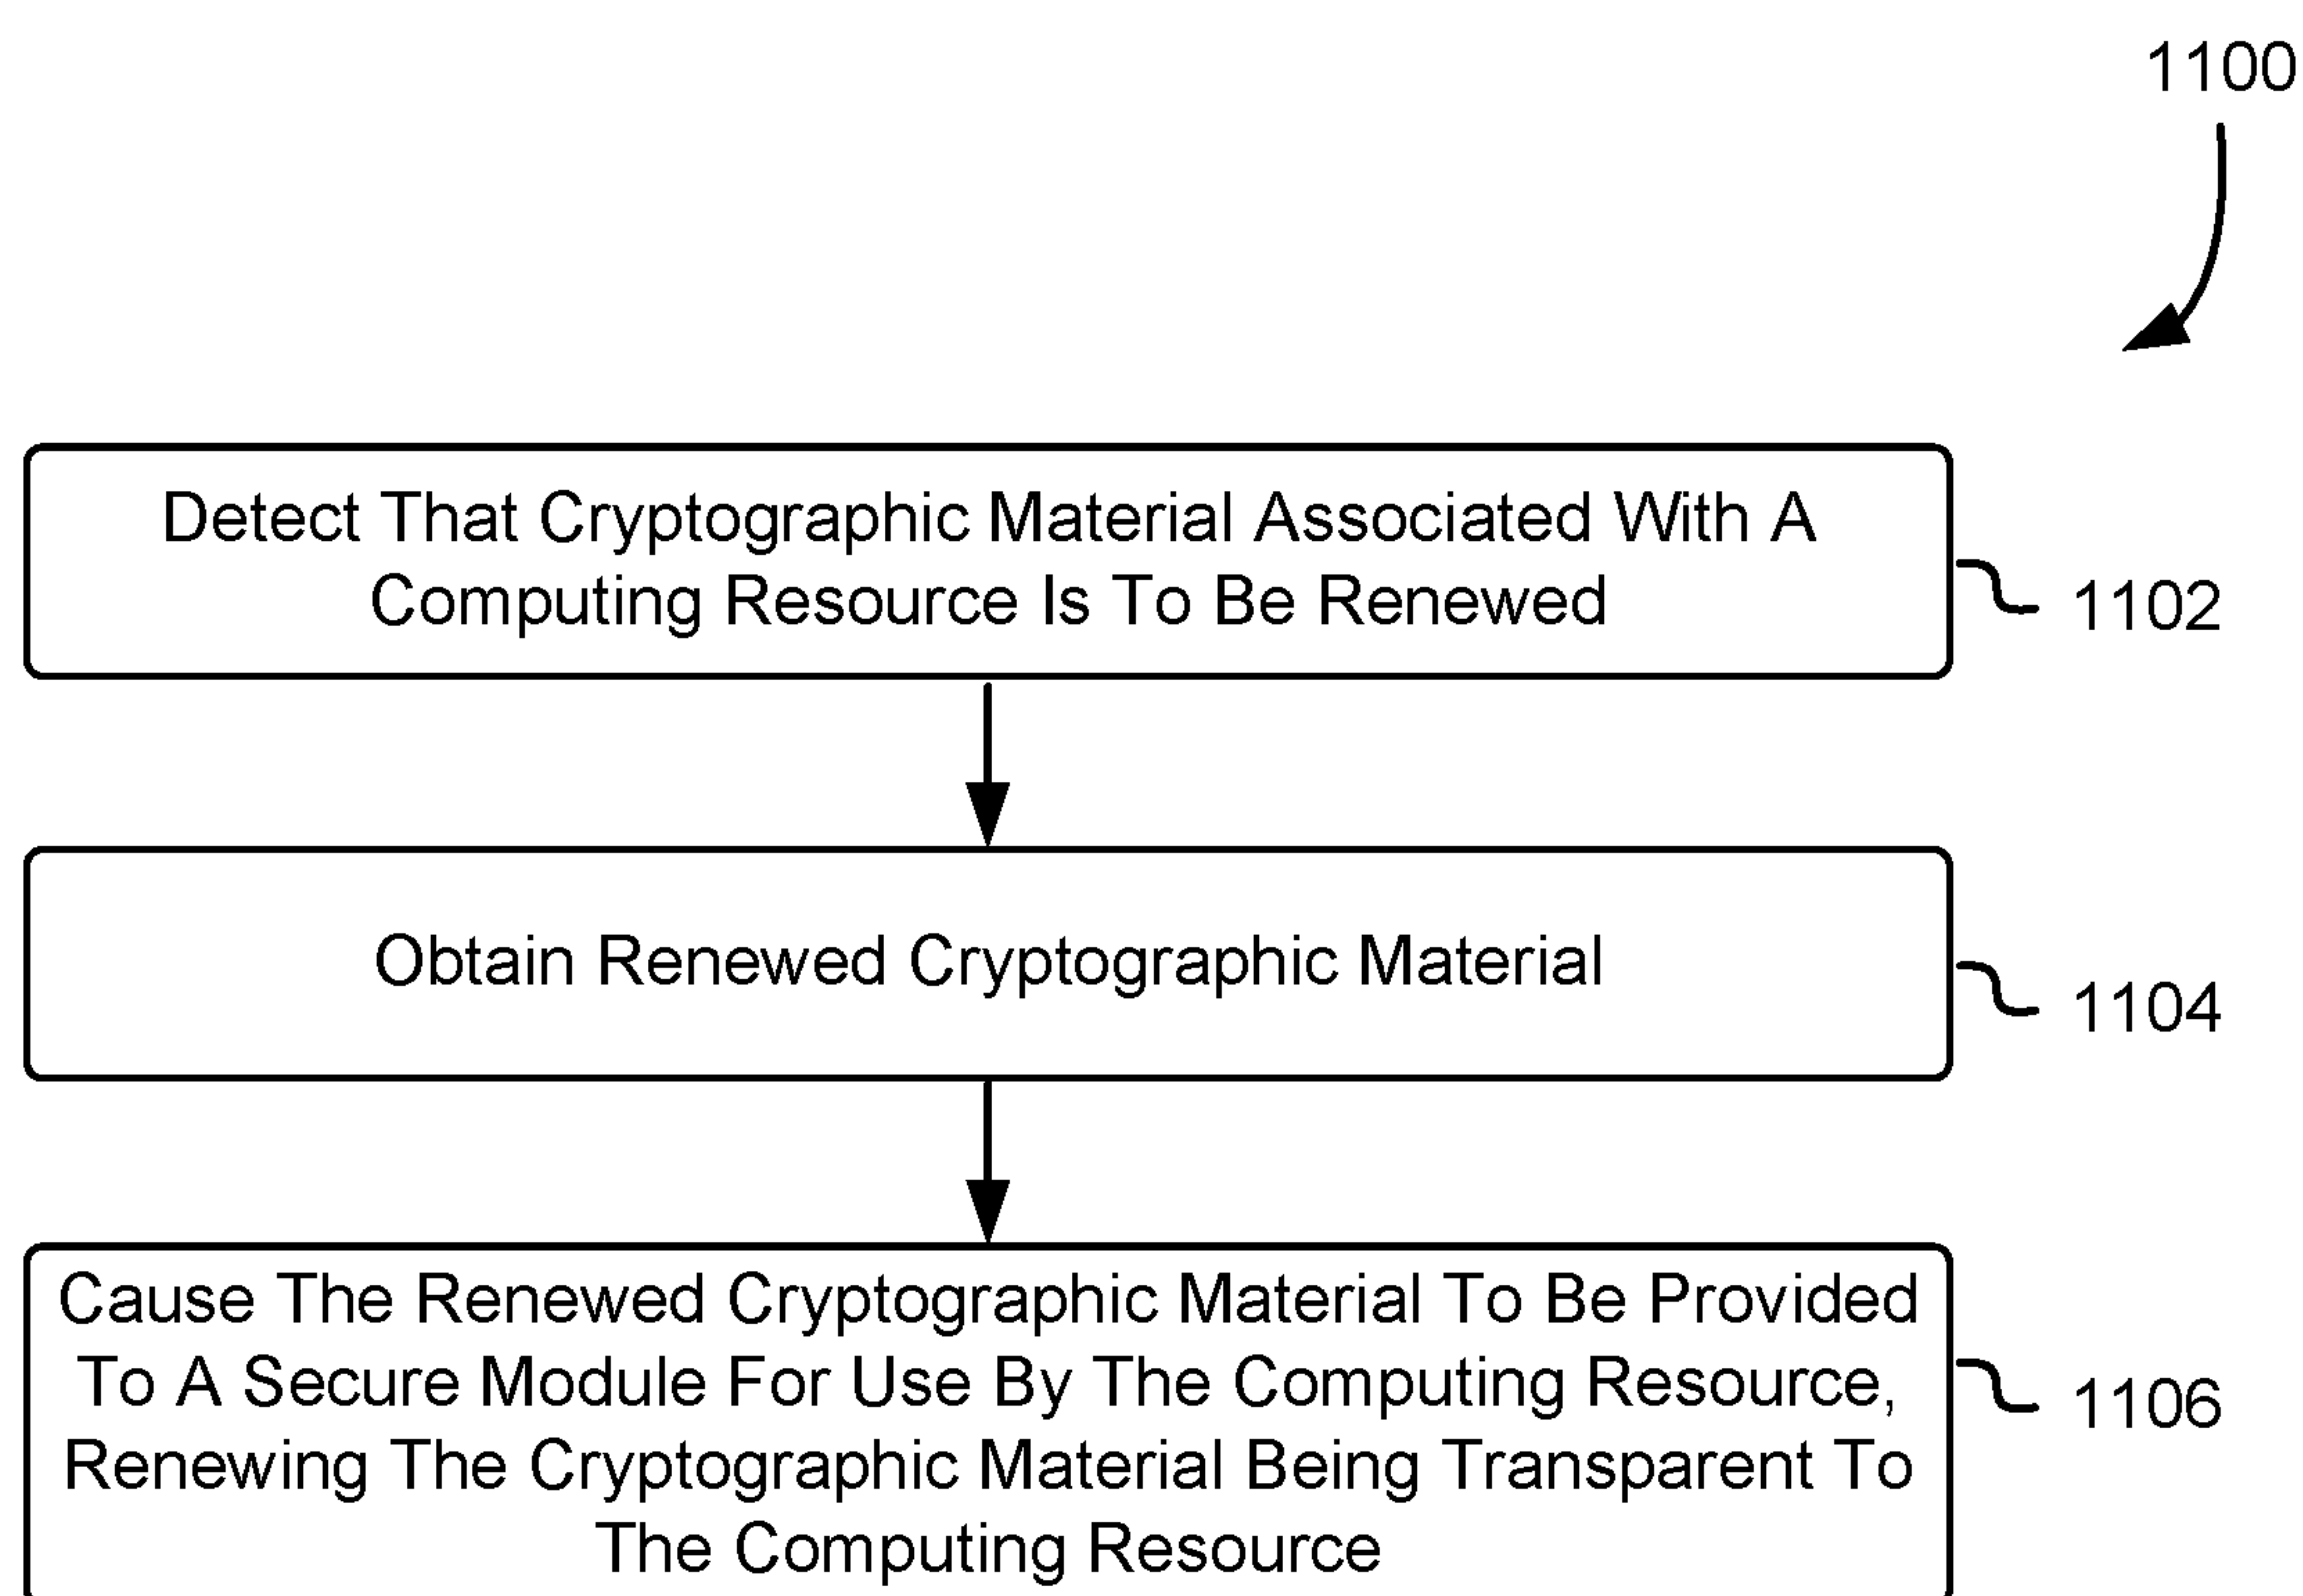 1100
Detect That Cryptographic Material Associated With A
Computing Resource Is To Be Renewed
1102
Obtain Renewed Cryptographic Material
1104
Cause The Renewed Cryptographic Material To Be Provided
To A Secure Module For Use By The Computing Resource,
Renewing The Cryptographic Material Being Transparent To
The Computing Resource
1106